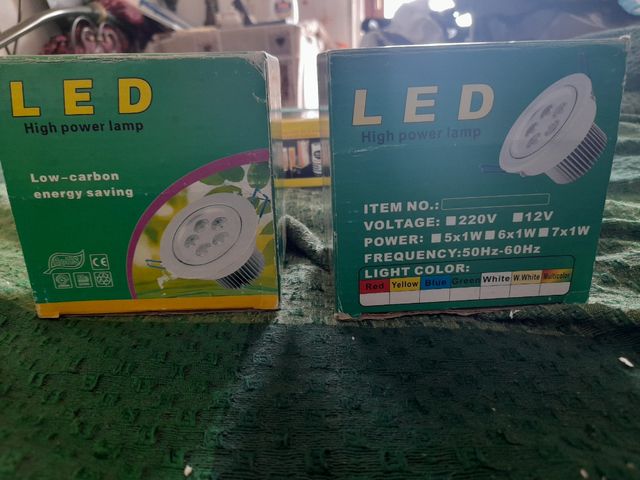 LED
High power lamp
Low-carbon
energy saving
CE
LED
High power lamp
ITEM NO.:
VOLTAGE: 220V 12V
POWER: 5x1W 6x1W 7x1W
FREQUENCY:50Hz-60Hz
LIGHT COLOR:
Red Yellow Blue Green White W.White Multicolor